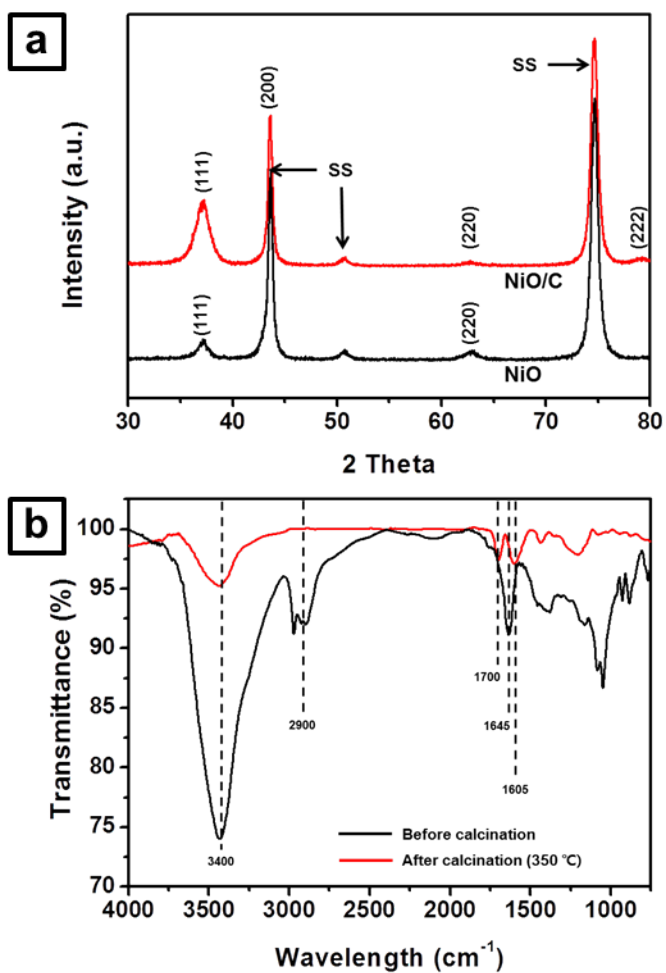 a
Intensity (a.u.)
(111)
(200)
SS
SS
(220)
(222)
NiO/C
(111)
(220)
NiO
30 40 50 60 70 80
2 Theta
b
Transmittance (%)
100
95
90
85
80
75
70
3400
2900
1700
1645
1605
Before calcination
After calcination (350 ℃)
4000 3500 3000 2500 2000 1500 1000
Wavelength (cm⁻¹)